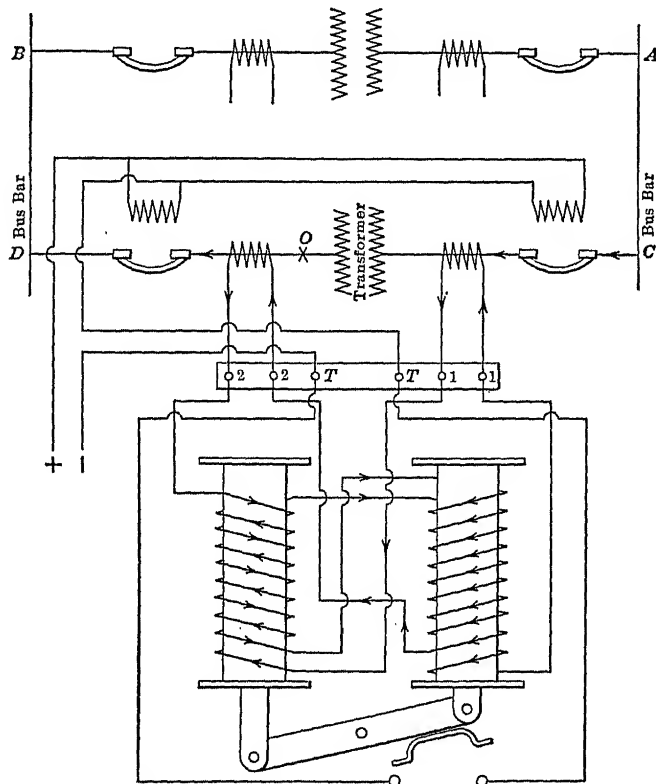 B
A
Bus Bar
Bus Bar
D
O
Transformer
C
2 2 T T 1 1
+ −